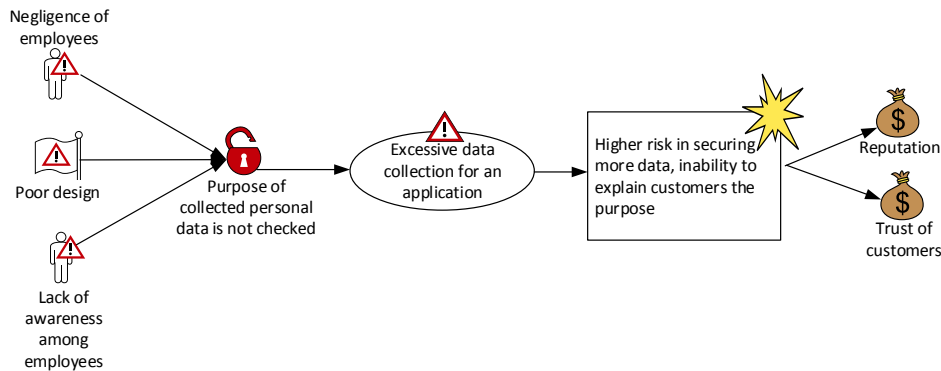 Negligence of
employees
Poor design
Lack of
awareness
among
employees
Purpose of
collected personal
data is not checked
Excessive data
collection for an
application
Higher risk in securing
more data, inability to
explain customers the
purpose
$
Reputation
$
Trust of
customers